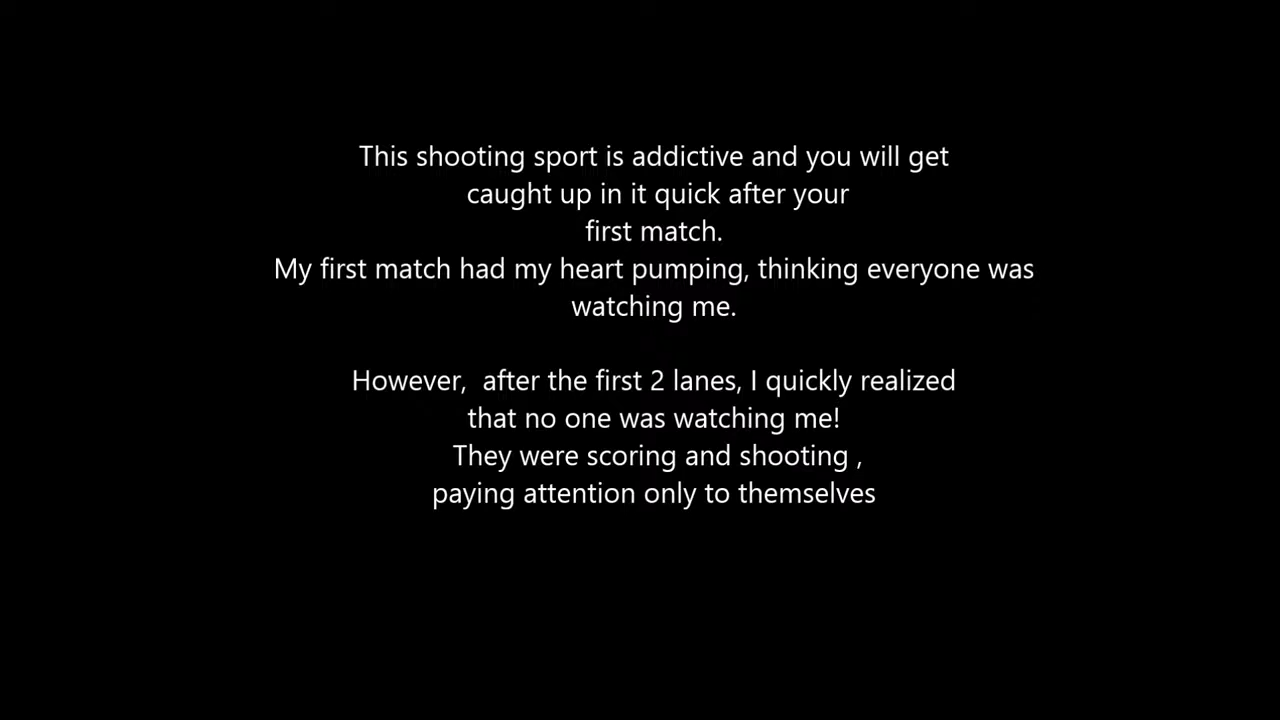 This shooting sport is addictive and you will get
caught up in it quick after your
first match.
My first match had my heart pumping, thinking everyone was
watching me.
However,  after the first 2 lanes, I quickly realized
that no one was watching me!
They were scoring and shooting ,
paying attention only to themselves